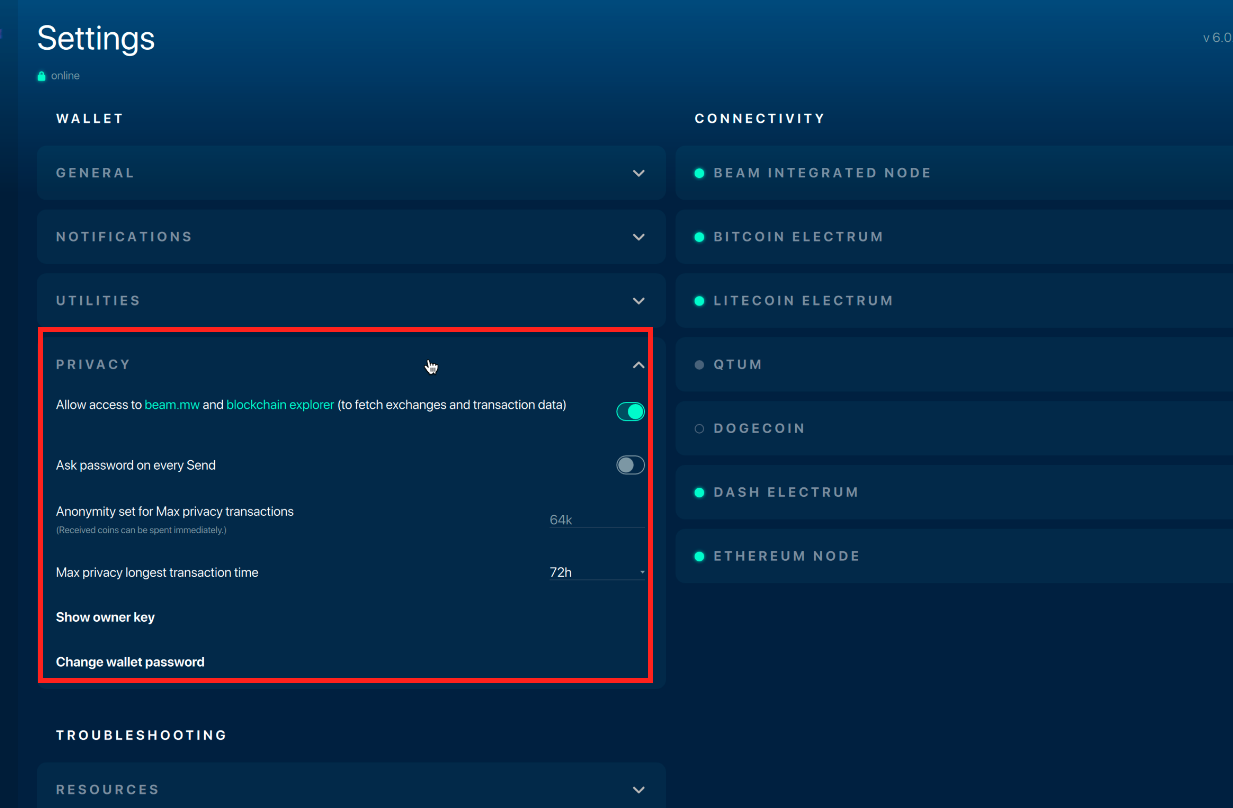 Settings
v 6.0
online
WALLET
GENERAL
NOTIFICATIONS
UTILITIES
PRIVACY
Allow access to beam.mw and blockchain explorer (to fetch exchanges and transaction data)
Ask password on every Send
Anonymity set for Max privacy transactions
(Received coins can be spent immediately.)
64k
Max privacy longest transaction time
72h
Show owner key
Change wallet password
TROUBLESHOOTING
RESOURCES
CONNECTIVITY
BEAM INTEGRATED NODE
BITCOIN ELECTRUM
LITECOIN ELECTRUM
QTUM
DOGECOIN
DASH ELECTRUM
ETHEREUM NODE